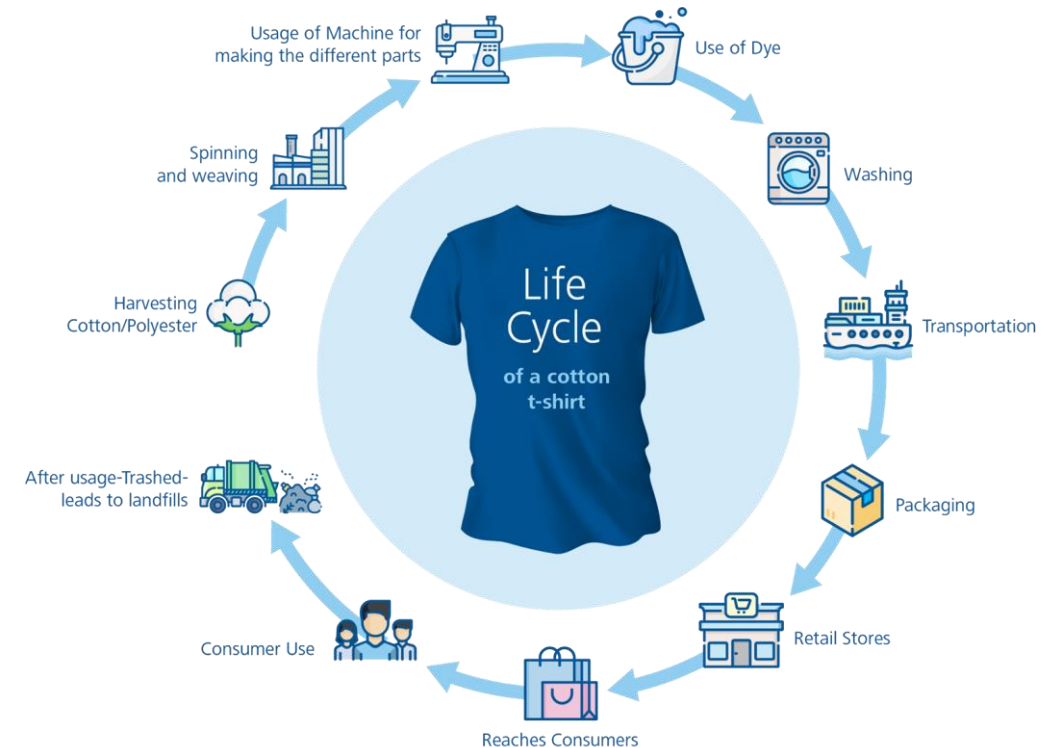 Life
Cycle
of a cotton
t-shirt
Harvesting
Cotton/Polyester
Spinning
and weaving
Usage of Machine for
making the different parts
Use of Dye
Washing
Transportation
Packaging
Retail Stores
Reaches Consumers
Consumer Use
After usage-Trashed-
leads to landfills